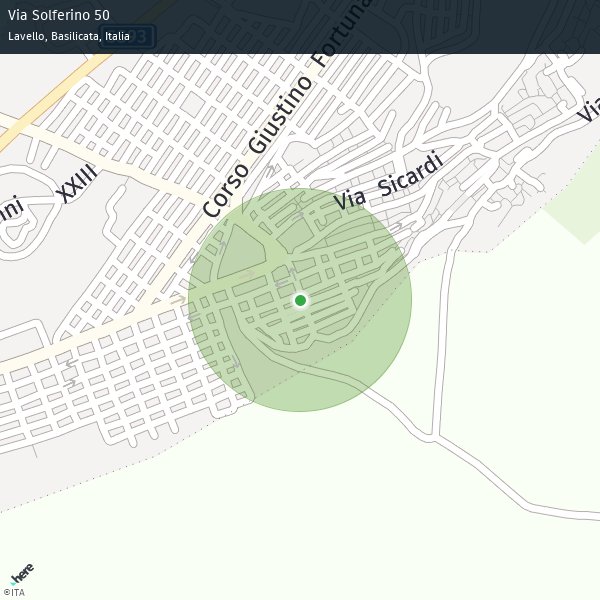 Via Solferino 50
Lavello, Basilicata, Italia
Corso Giustino Fortuna
Via Sicardi
XXIII
nni
Via
here
©ITA